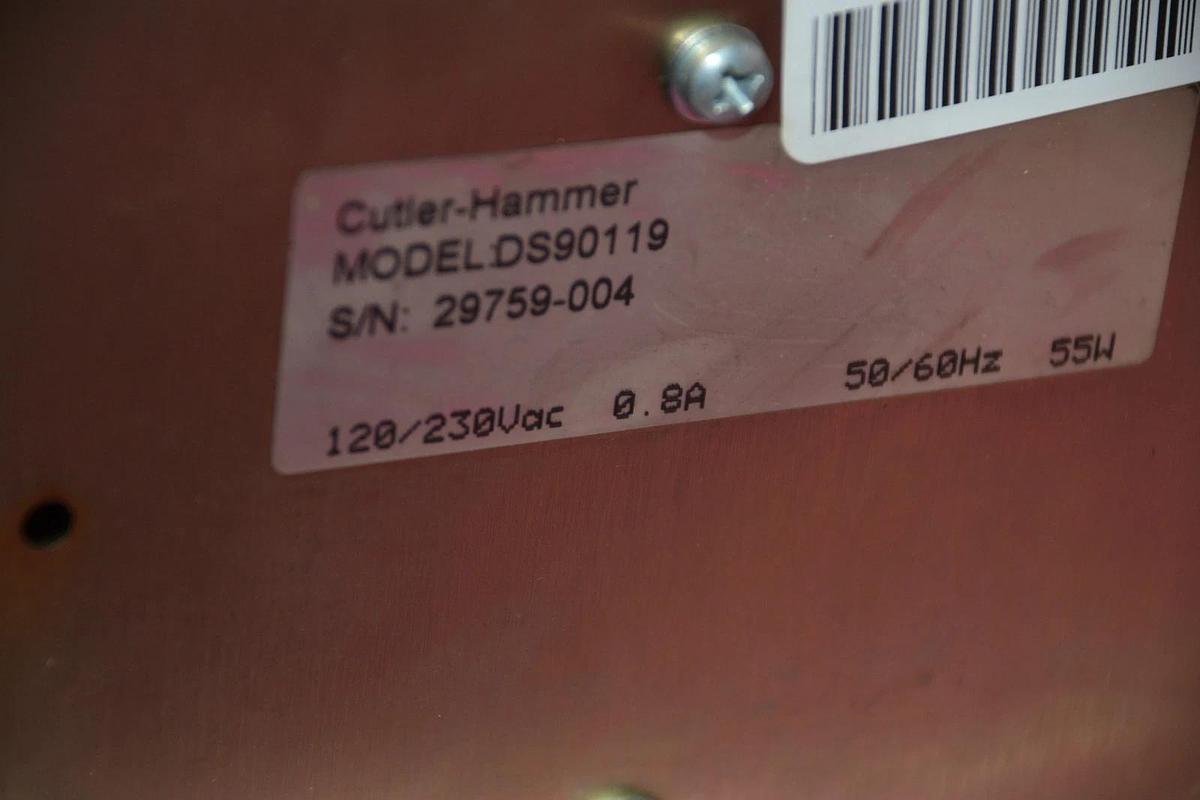 Cutler-Hammer
MODEL:DS90119
S/N: 29759-004
120/230Vac 0.8A 50/60Hz 55W